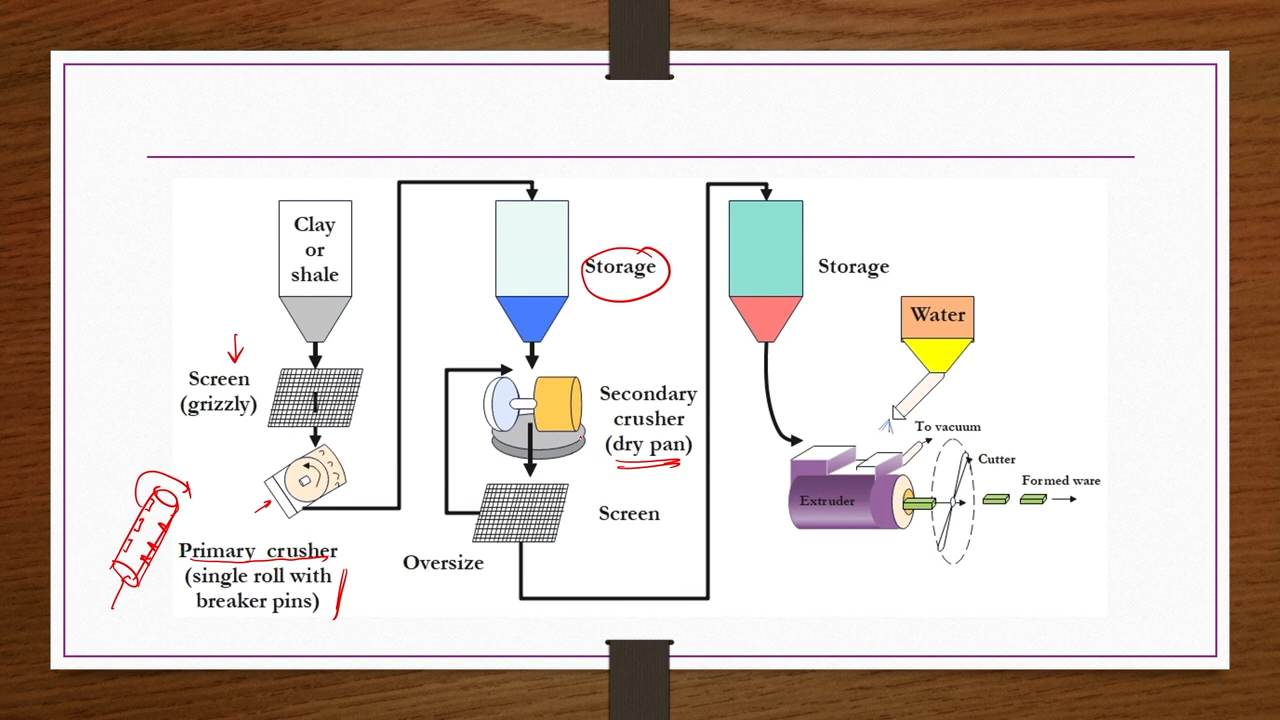 Clay
or
shale
Screen
(grizzly)
Primary crusher
(single roll with
breaker pins)
Storage
Secondary
crusher
(dry pan)
Screen
Oversize
Storage
Water
To vacuum
Cutter
Formed ware
Extruder